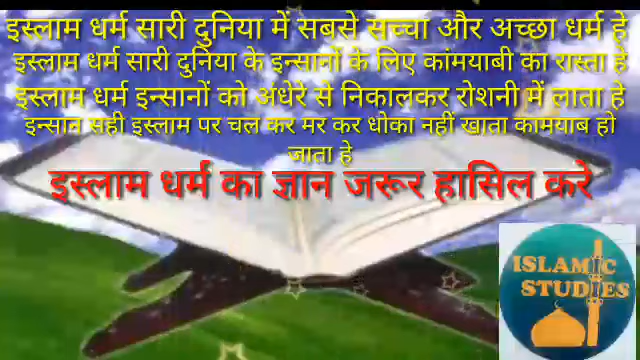 इस्लाम धर्म सारी दुनिया में सबसे सच्चा और अच्छा धर्म हे
इस्लाम धर्म सारी दुनिया के इन्सानों के लिए कांमयाबी का रास्ता हे
इस्लाम धर्म इन्सानों को अंधेरे से निकालकर रोशनी में लाता हे
इन्सान सही इस्लाम पर चल कर मर कर धोका नहीं खाता कामयाब हो
जाता हे
इस्लाम धर्म का ज्ञान जरूर हासिल करे
ISLAMIC
STUDIES